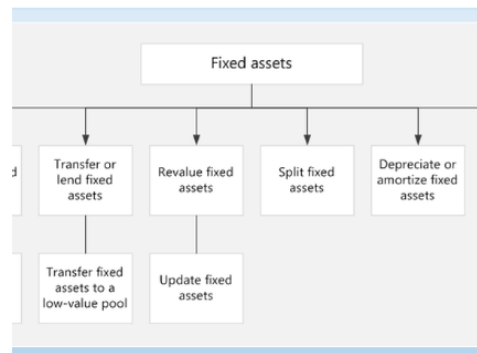 Fixed assets
Transfer or
lend fixed
assets
Revalue fixed
assets
Split fixed
assets
Depreciate or
amortize fixed
assets
Transfer fixed
assets to a
low-value pool
Update fixed
assets